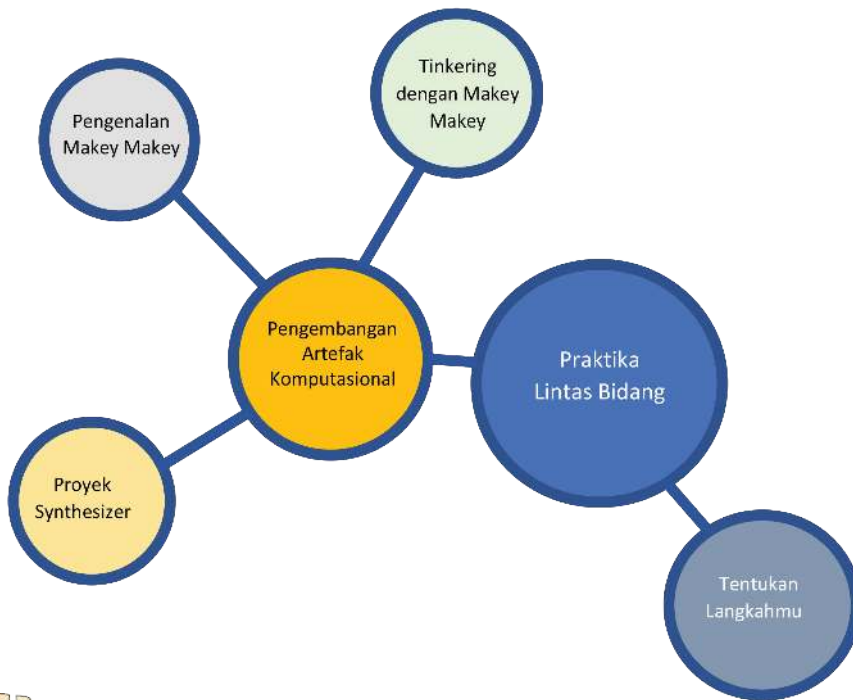 Tinkering
dengan Makey
Makey
Pengenalan
Makey Makey
Pengembangan
Artefak
Komputasional
Praktika
Lintas Bidang
Proyek
Synthesizer
Tentukan
Langkahmu